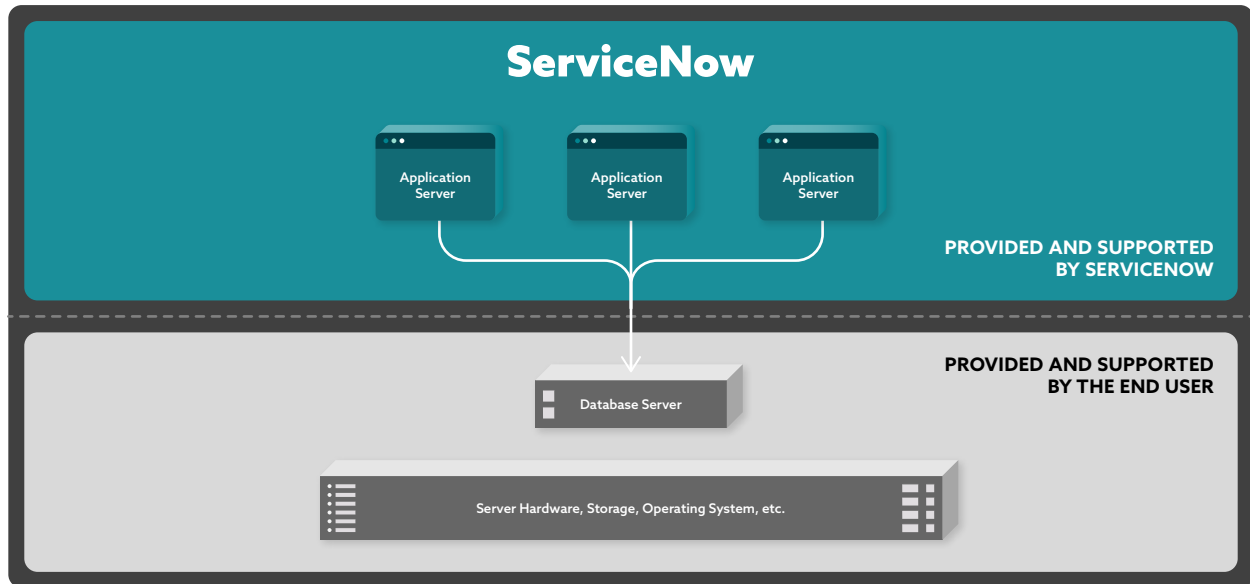 ServiceNow
Application
Server
Application
Server
Application
Server
PROVIDED AND SUPPORTED
BY SERVICENOW
PROVIDED AND SUPPORTED
BY THE END USER
Database Server
Server Hardware, Storage, Operating System, etc.